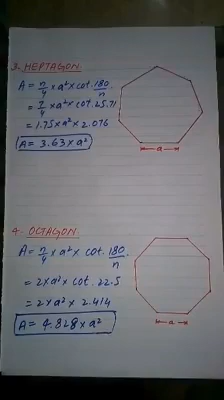 3. HEPTAGON.
A = n/4 × a² × cot 180/n.
= 7/4 × a² × cot. 25.71
= 1.75 × a² × 2.076
A = 3.63 × a²
a
4. OCTAGON
A = n/4 × a² × cot 180/n.
= 2 × a² × cot. 22.5
= 2 × a² × 2.414
A = 4.828 × a²
a